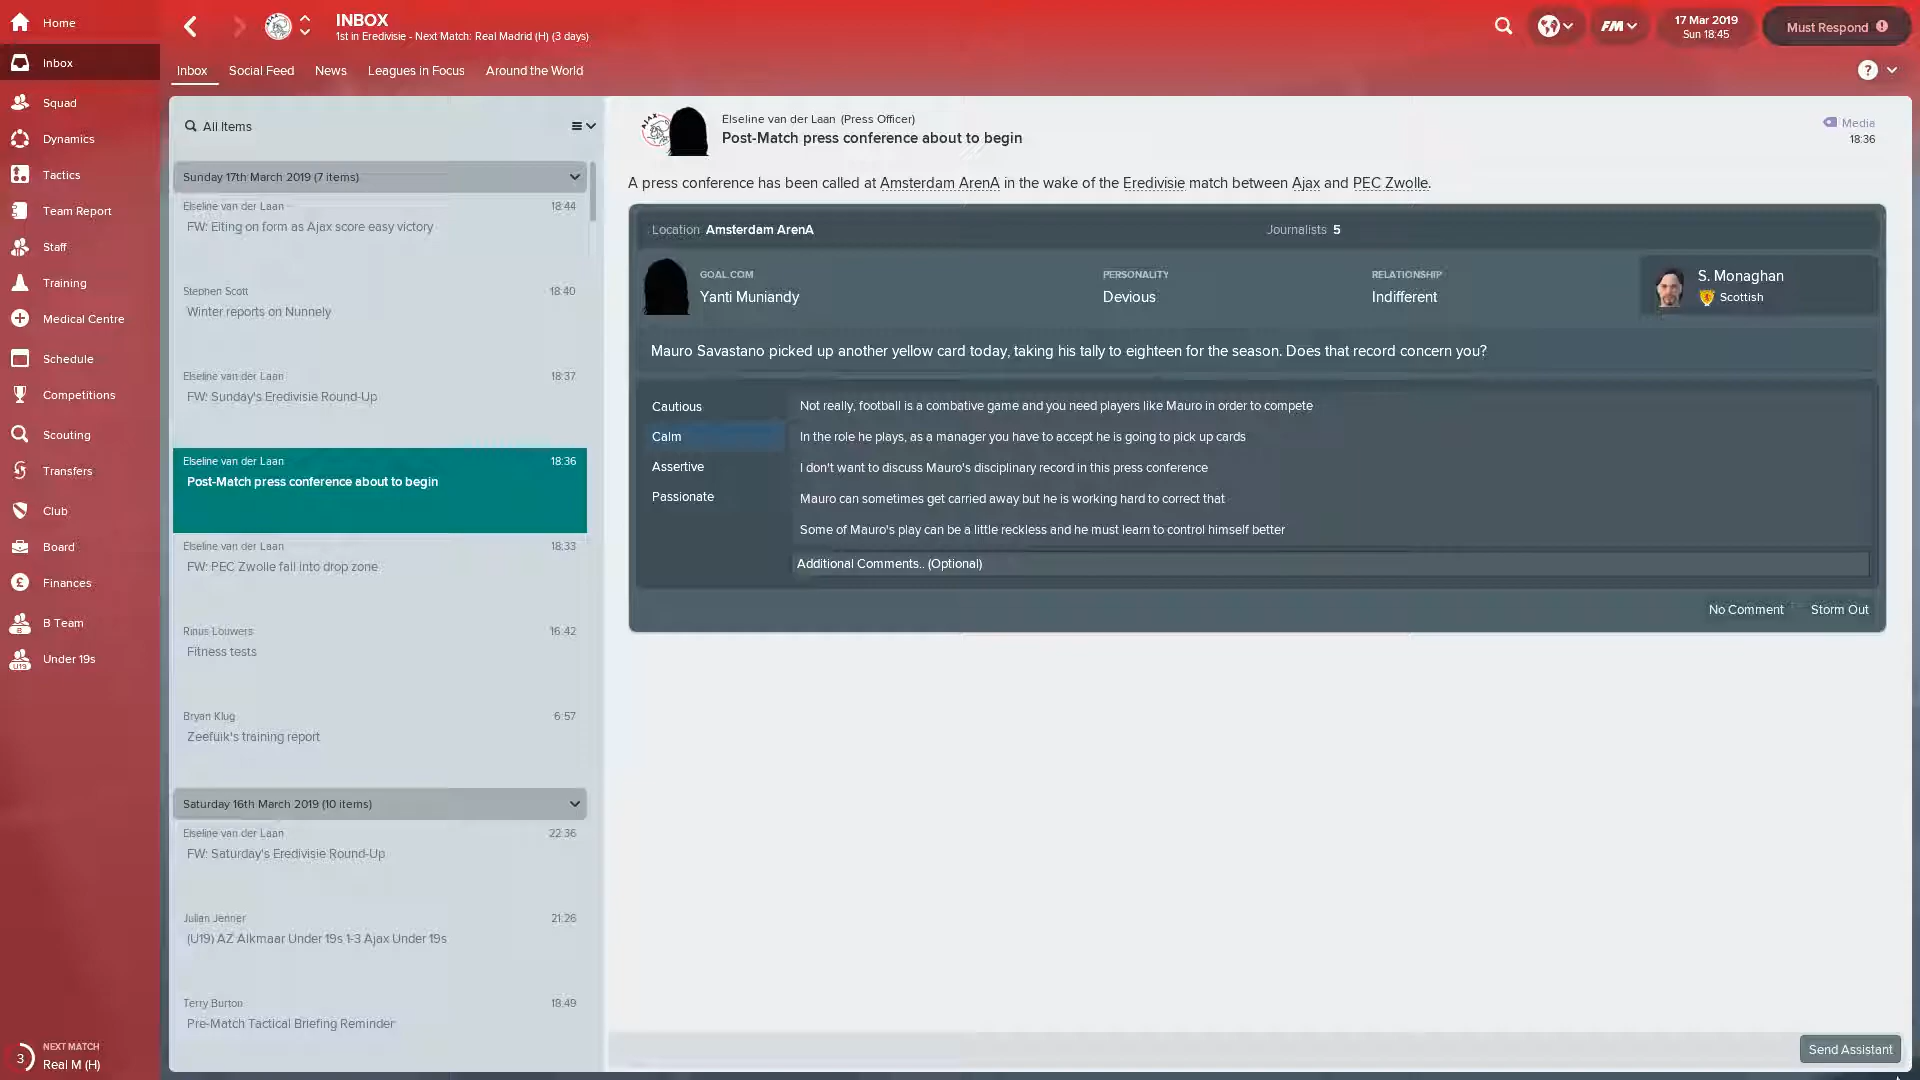 Home
Inbox
Squad
Dynamics
Tactics
Team Report
Staff
Training
Medical Centre
Schedule
Competitions
Scouting
Transfers
Club
Board
Finances
B Team
Under 19s
NEXT MATCH
3
Real M (H)
INBOX
1st in Eredivisie - Next Match: Real Madrid (H) (3 days)
FM
17 Mar 2019
Sun 18:45
Must Respond
Inbox Social Feed News Leagues in Focus Around the World
?
All Items
Sunday 17th March 2019 (7 items)
Elseline van der Laan 18:44
FW: Eiting on form as Ajax score easy victory
Stephen Scott 18:40
Winter reports on Nunnely
Elseline van der Laan 18:37
FW: Sunday's Eredivisie Round-Up
Elseline van der Laan 18:36
Post-Match press conference about to begin
Elseline van der Laan 18:33
FW: PEC Zwolle fall into drop zone
Rinus Louwers 16:42
Fitness tests
Bryan Klug 6:57
Zeefuik's training report
Saturday 16th March 2019 (10 items)
Elseline van der Laan 22:36
FW: Saturday's Eredivisie Round-Up
Julian Jenner 21:26
(U19) AZ Alkmaar Under 19s 1-3 Ajax Under 19s
Terry Burton 18:49
Pre-Match Tactical Briefing Reminder
AJAX
Elseline van der Laan (Press Officer)
Post-Match press conference about to begin
Media
18:36
A press conference has been called at Amsterdam ArenA in the wake of the Eredivisie match between Ajax and PEC Zwolle.
Location Amsterdam ArenA Journalists 5
GOAL.COM PERSONALITY RELATIONSHIP
Yanti Muniandy Devious Indifferent
S. Monaghan
Scottish
Mauro Savastano picked up another yellow card today, taking his tally to eighteen for the season. Does that record concern you?
Cautious
Calm
Assertive
Passionate
Not really, football is a combative game and you need players like Mauro in order to compete
In the role he plays, as a manager you have to accept he is going to pick up cards
I don't want to discuss Mauro's disciplinary record in this press conference
Mauro can sometimes get carried away but he is working hard to correct that
Some of Mauro's play can be a little reckless and he must learn to control himself better
Additional Comments.. (Optional)
No Comment Storm Out
Send Assistant